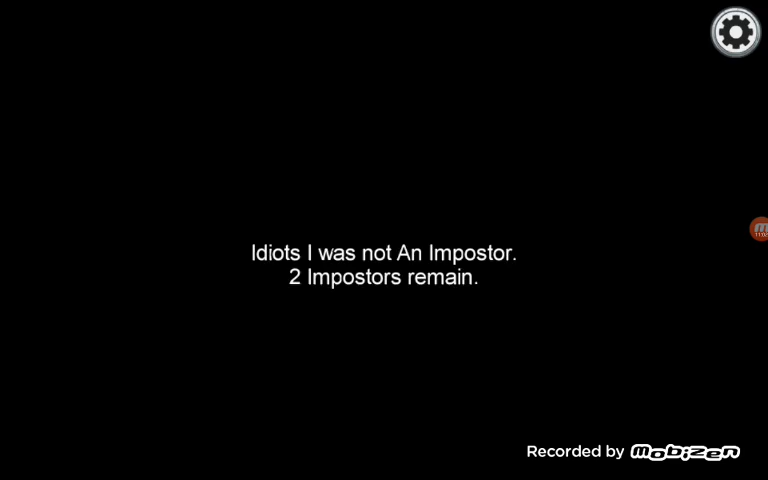 Idiots I was not An Impostor.
2 Impostors remain.
Recorded by mobizen